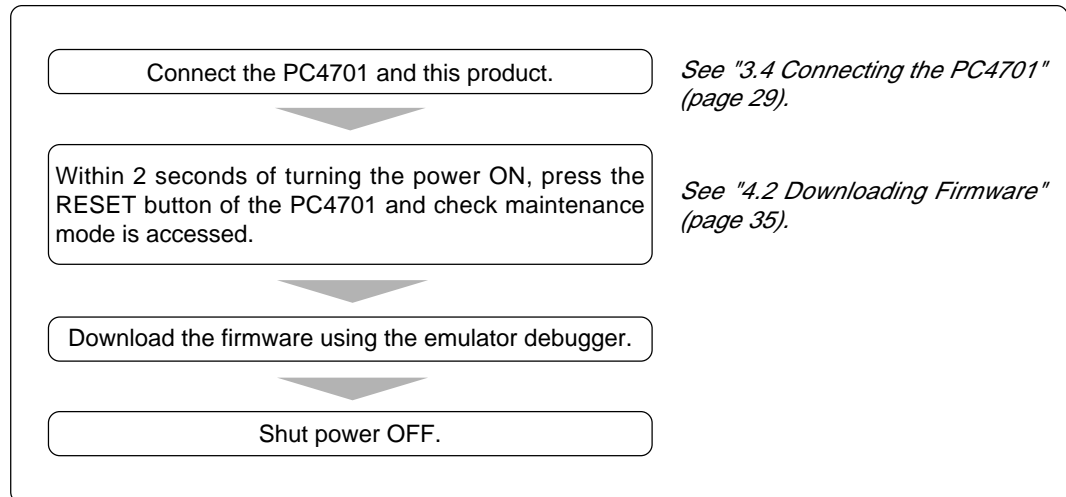 Connect the PC4701 and this product.
See "3.4 Connecting the PC4701"
(page 29).
Within 2 seconds of turning the power ON, press the
RESET button of the PC4701 and check maintenance
mode is accessed.
See "4.2 Downloading Firmware"
(page 35).
Download the firmware using the emulator debugger.
Shut power OFF.